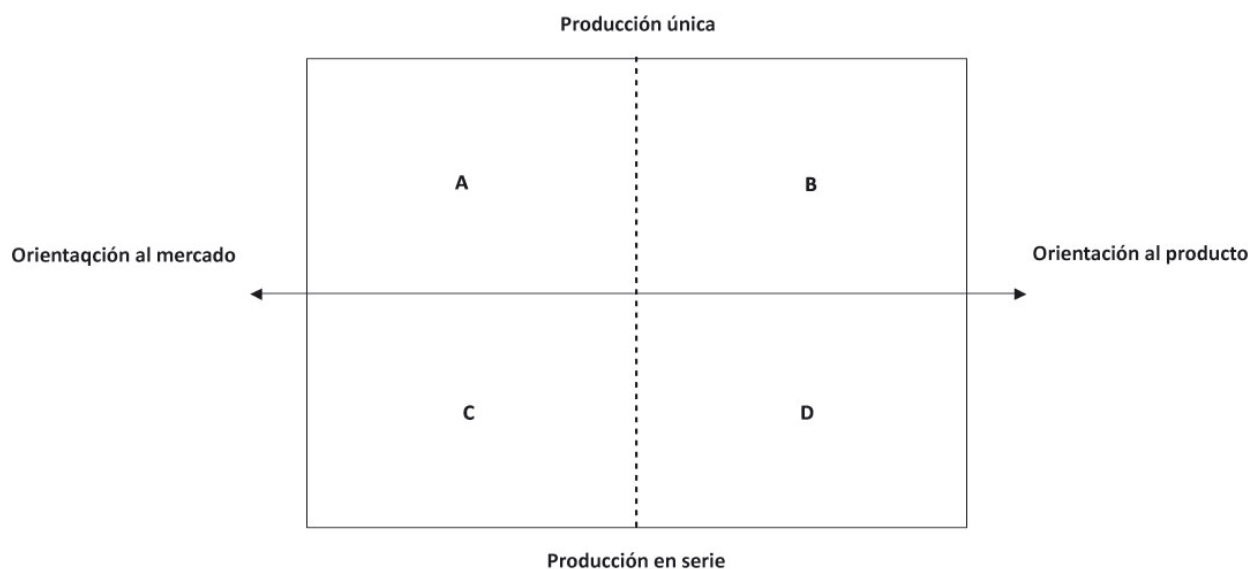 Producción única
A
B
Orientaqción al mercado
Orientación al producto
C
D
Producción en serie